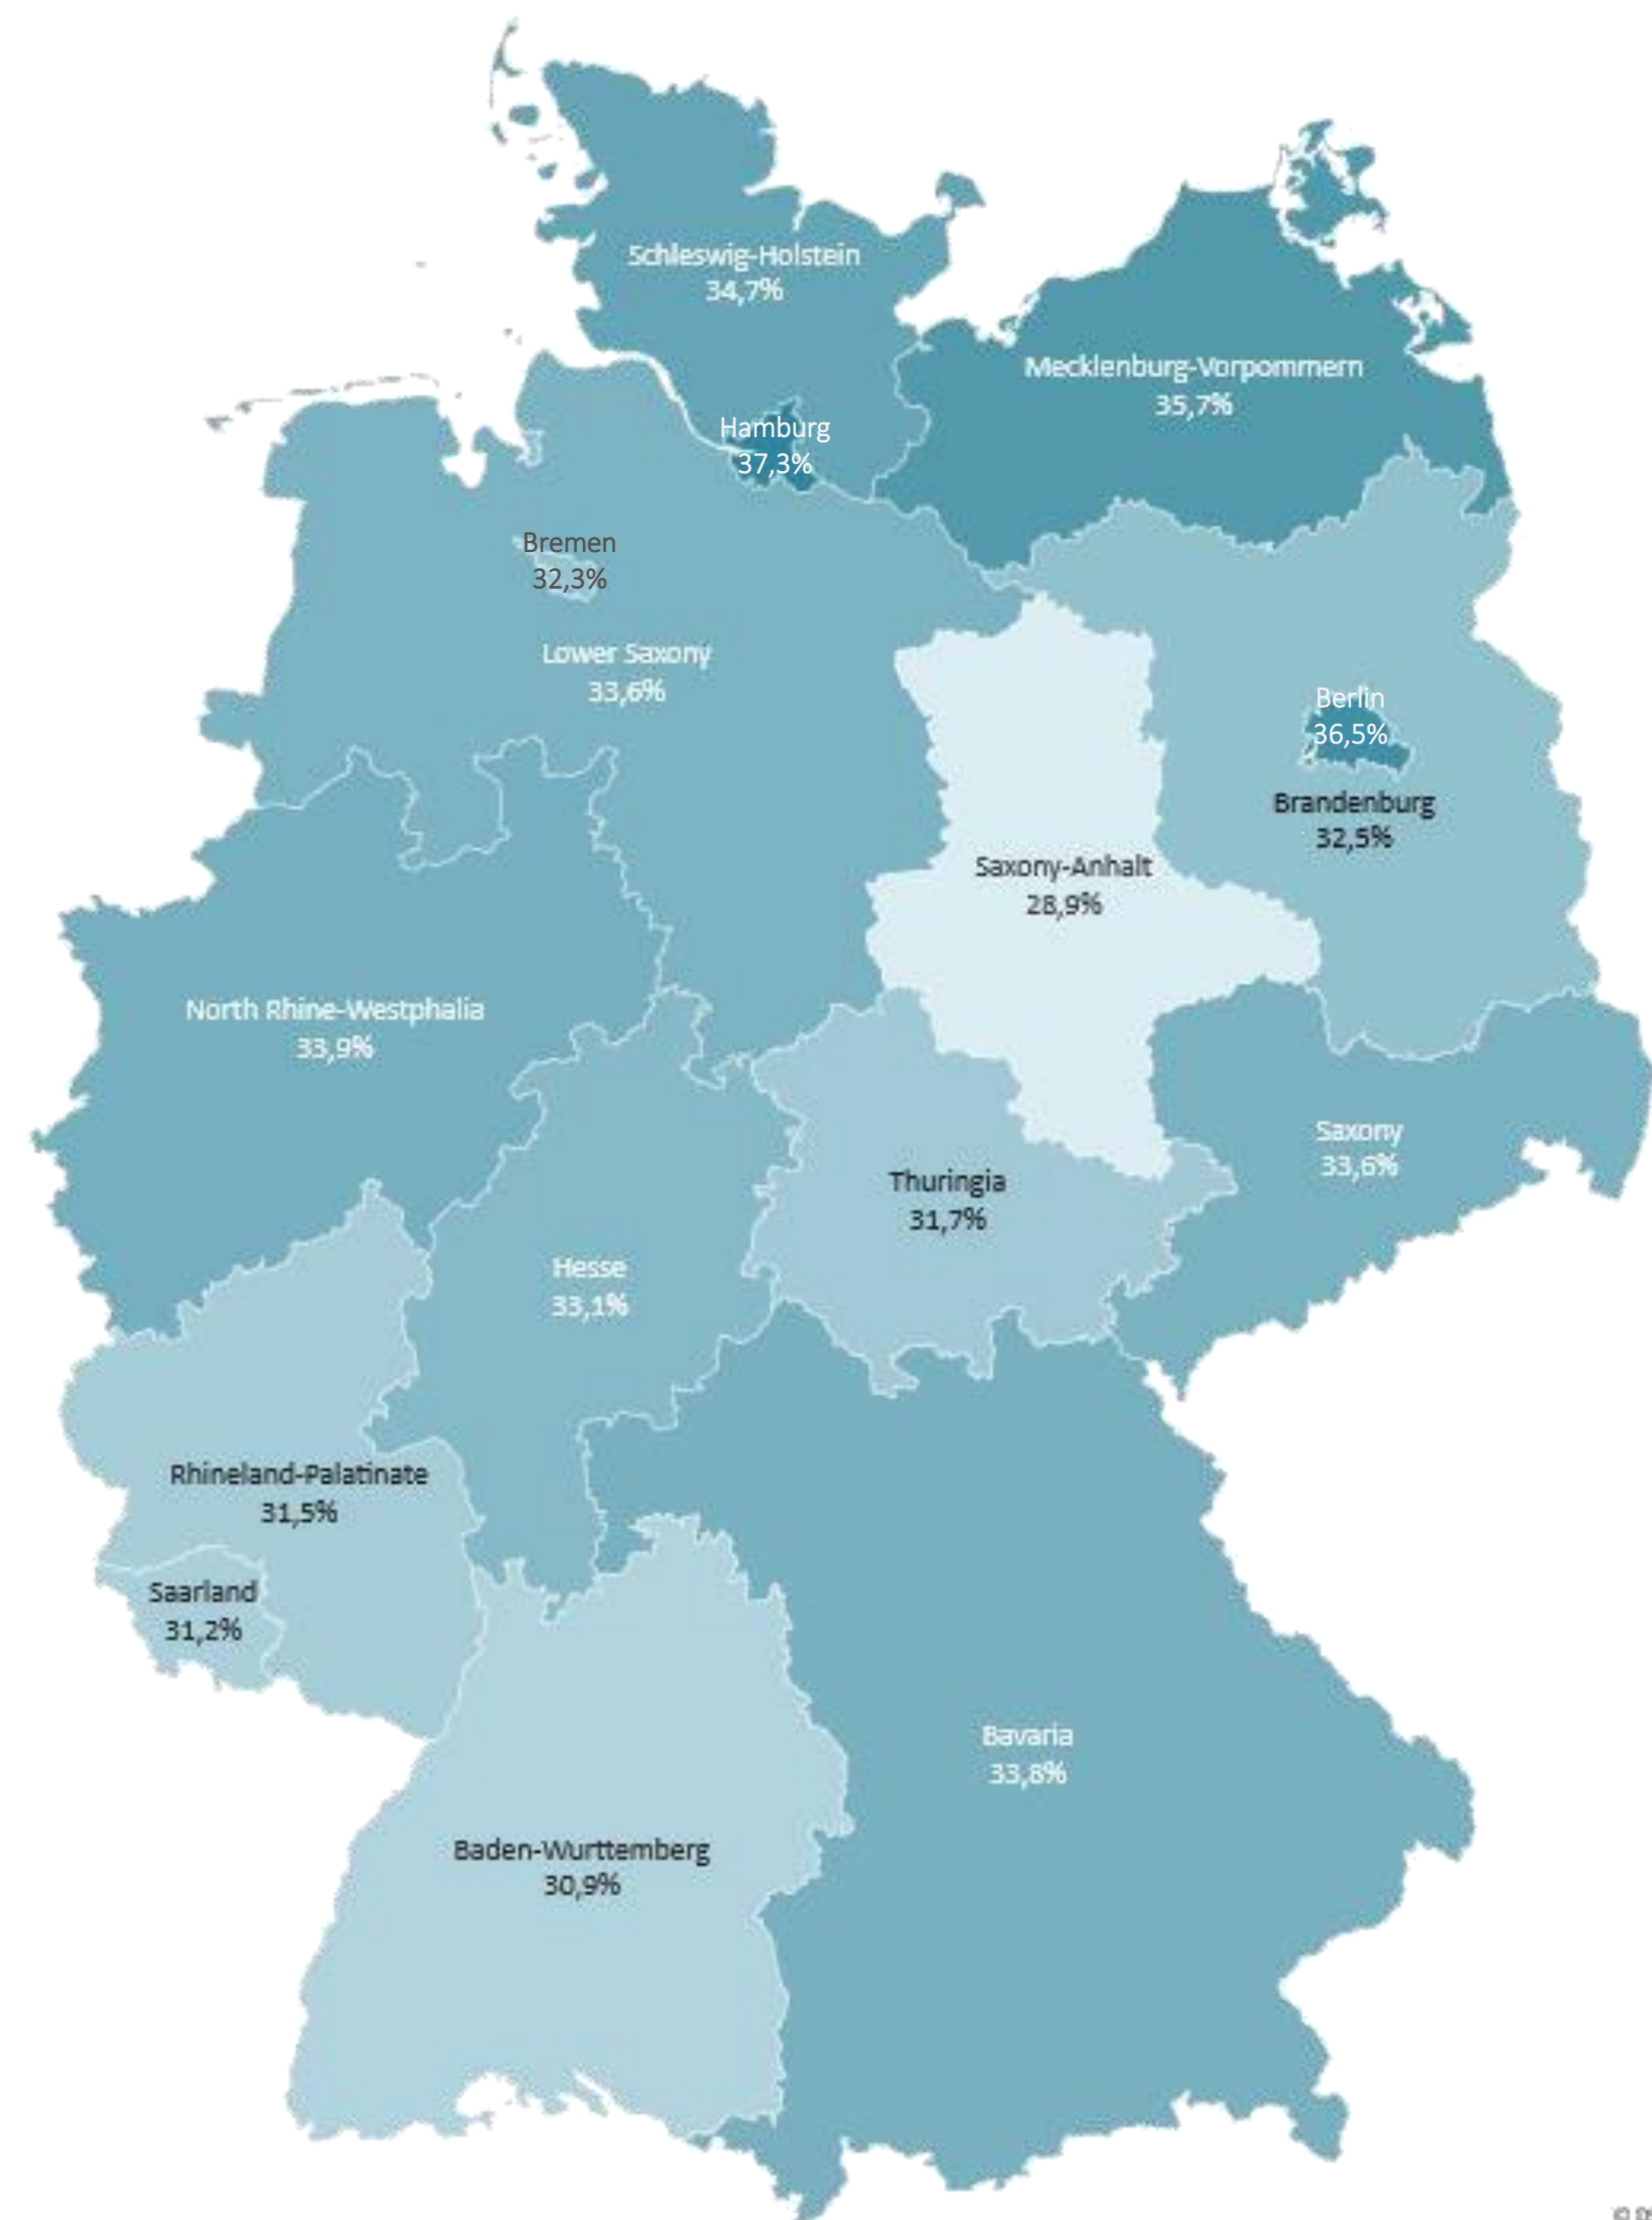 Schleswig-Holstein
34,7%
Mecklenburg-Vorpommern
35,7%
Hamburg
37,3%
Bremen
32,3%
Lower Saxony
33,6%
Berlin
36,5%
Brandenburg
32,5%
Saxony-Anhalt
28,9%
North Rhine-Westphalia
33,9%
Saxony
33,6%
Thuringia
31,7%
Hesse
33,1%
Rhineland-Palatinate
31,5%
Saarland
31,2%
Bavaria
33,8%
Baden-Wurttemberg
30,9%